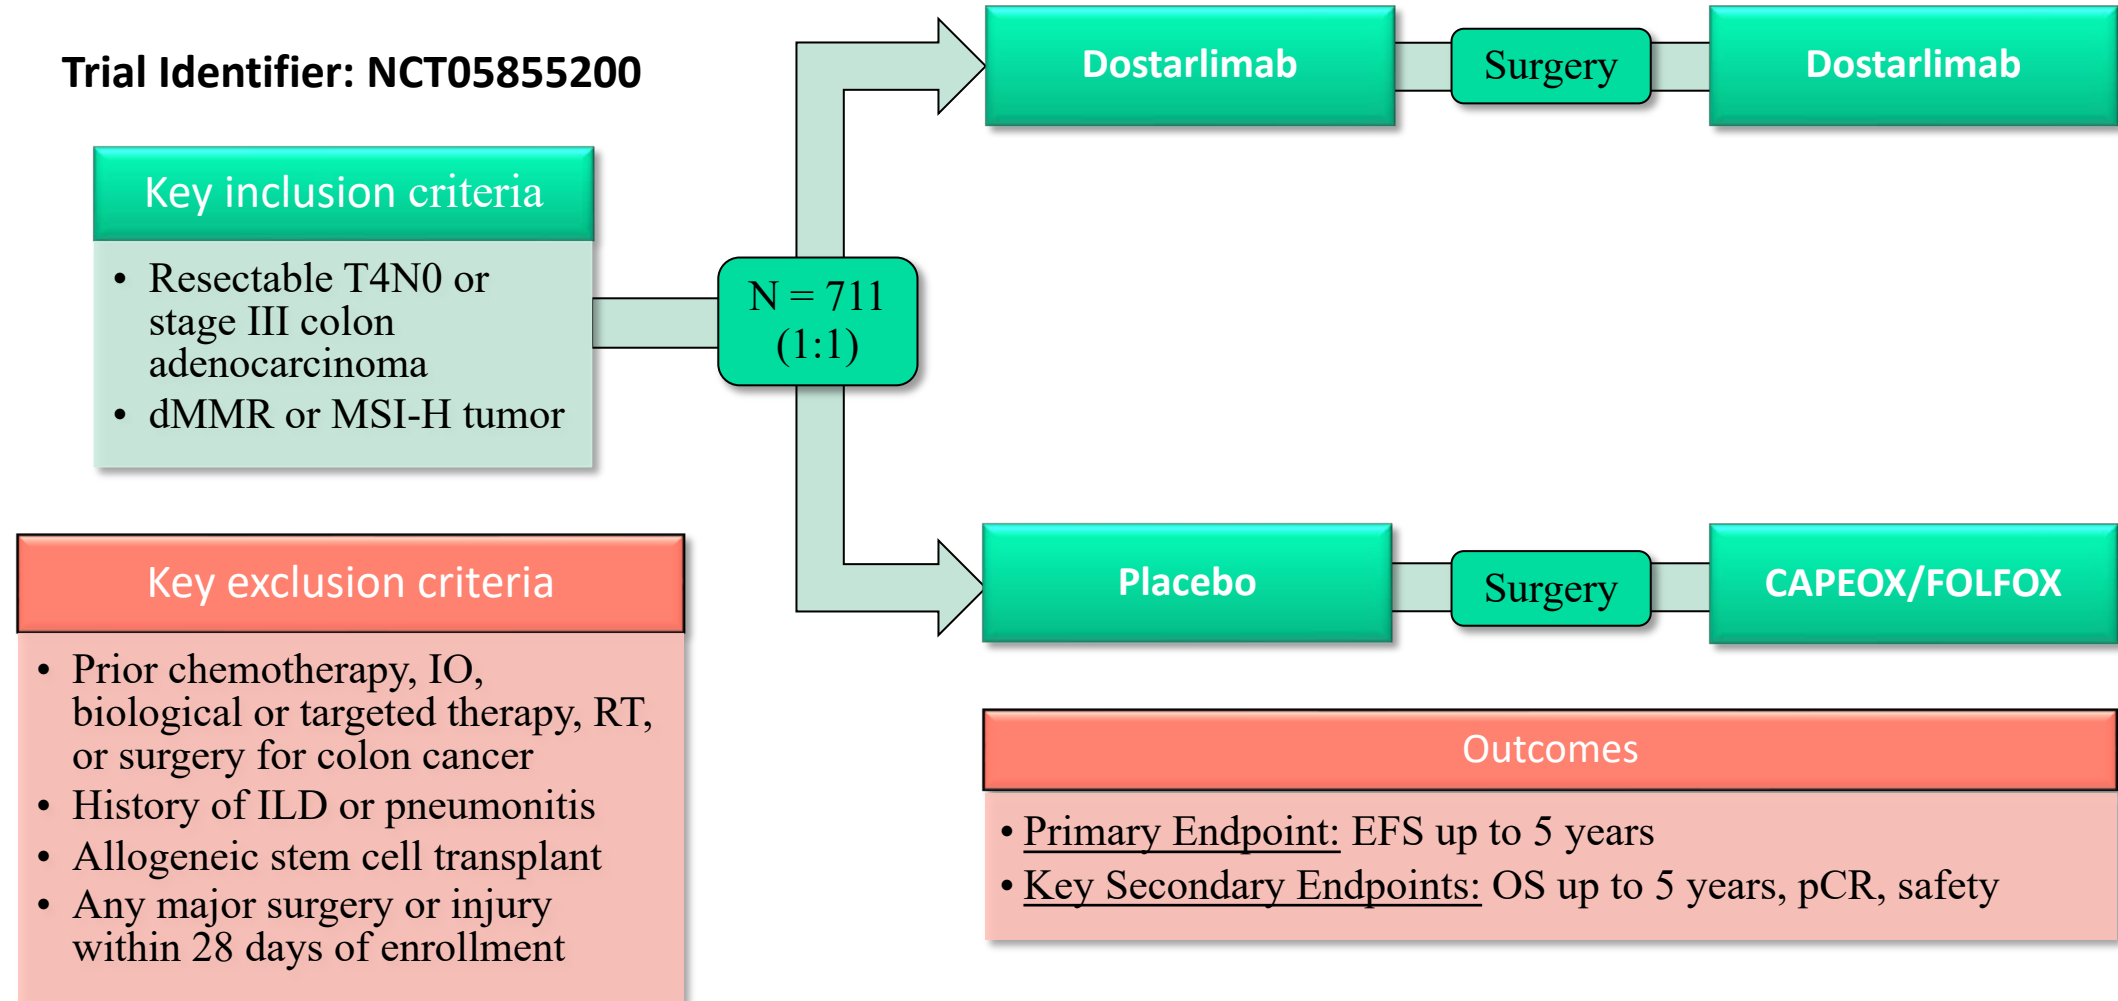 Trial Identifier: NCT05855200
Key inclusion criteria
• Resectable T4N0 or
stage III colon
adenocarcinoma
• dMMR or MSI-H tumor
Key exclusion criteria
• Prior chemotherapy, IO,
biological or targeted therapy, RT,
or surgery for colon cancer
• History of ILD or pneumonitis
• Allogeneic stem cell transplant
• Any major surgery or injury
within 28 days of enrollment
N = 711
(1:1)
Dostarlimab
Surgery
Dostarlimab
Placebo
Surgery
CAPEOX/FOLFOX
Outcomes
• Primary Endpoint: EFS up to 5 years
• Key Secondary Endpoints: OS up to 5 years, pCR, safety